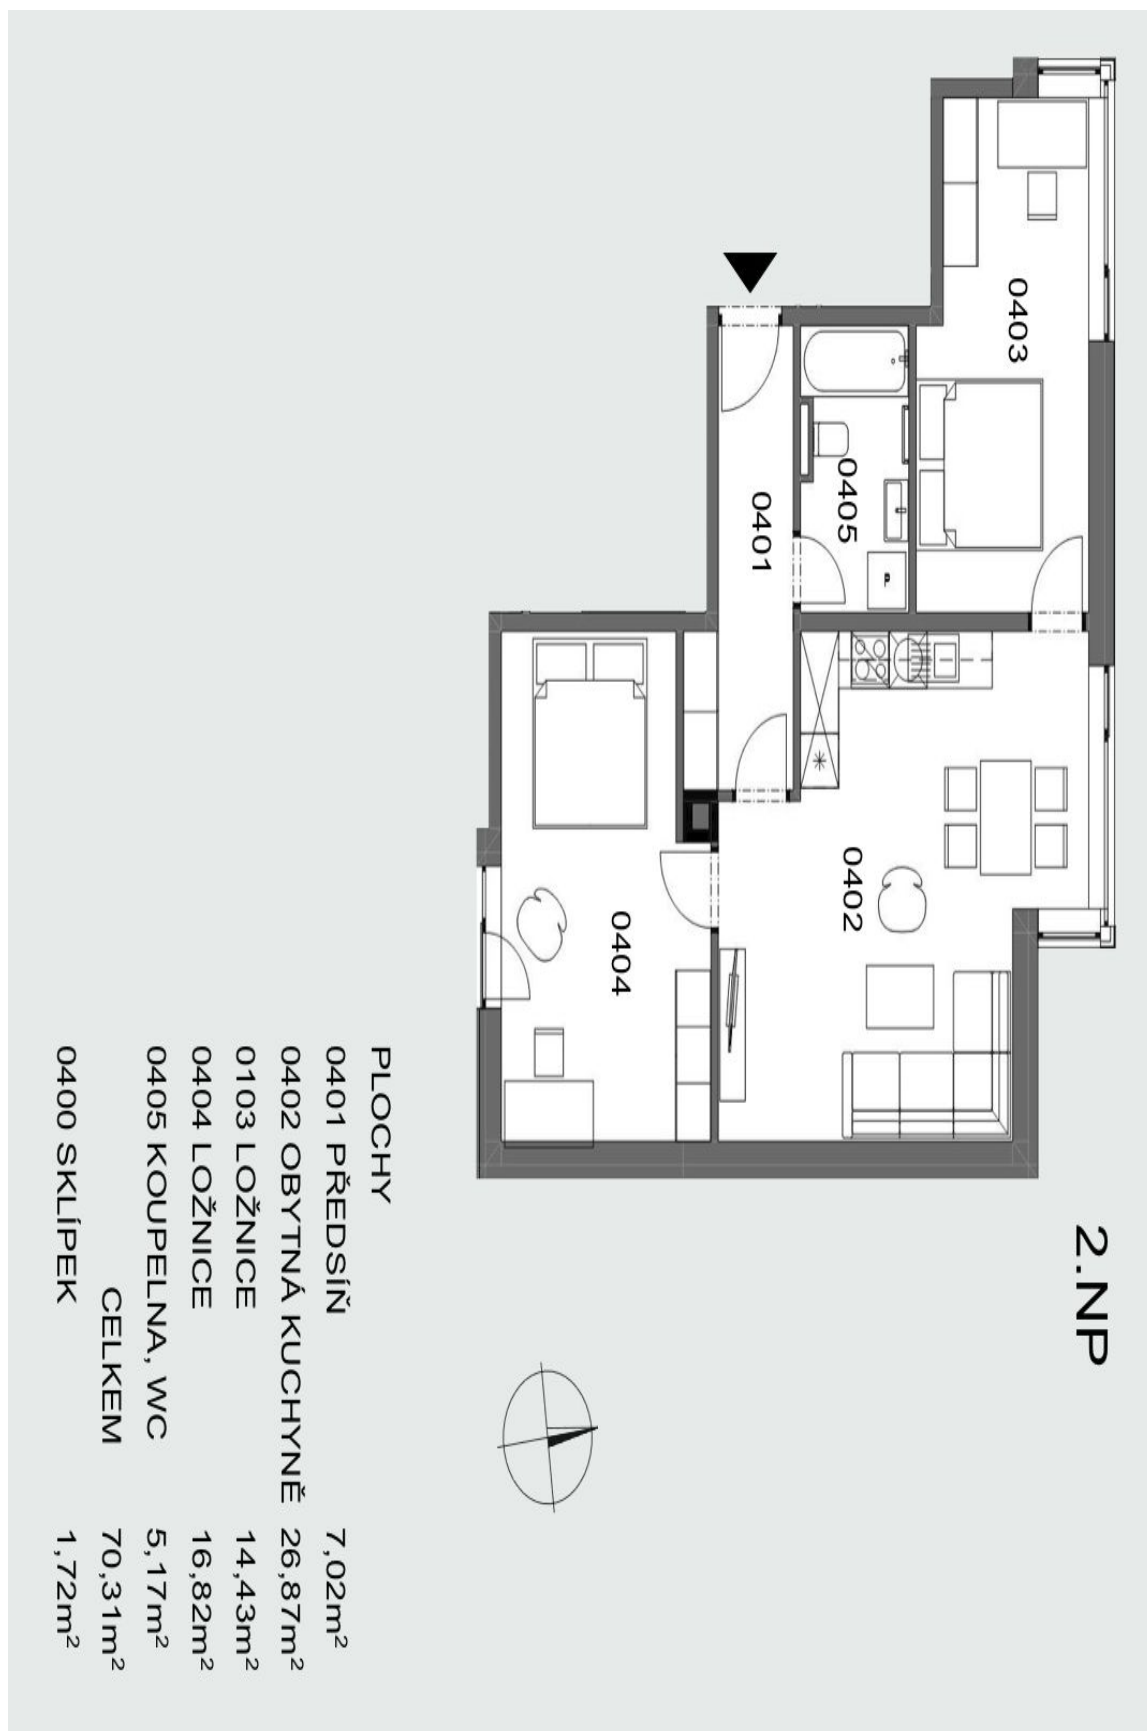 2.NP
0403
0405
0401
0402
0404
PLOCHY
0401 PŘEDSÍŇ 7,02m²
0402 OBYTNÁ KUCHYNĚ 26,87m²
0103 LOŽNICE 14,43m²
0404 LOŽNICE 16,82m²
0405 KOUPELNA, WC 5,17m²
CELKEM 70,31m²
0400 SKLÍPEK 1,72m²